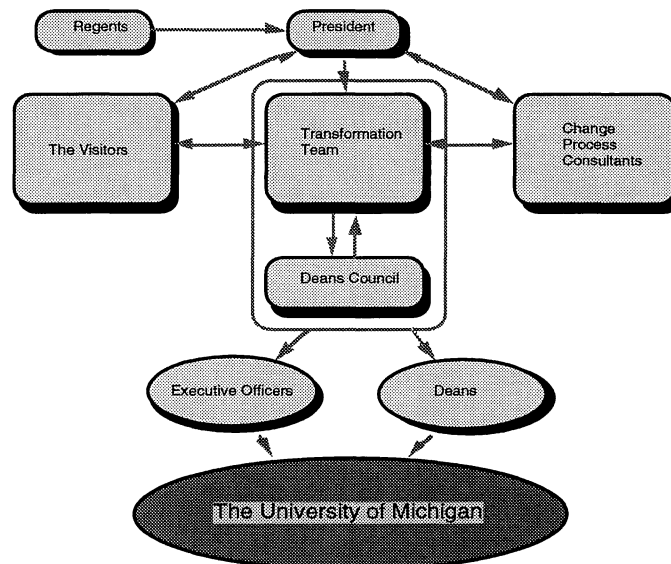 Regents
President
The Visitors
Transformation
Team
Change
Process
Consultants
Deans Council
Executive Officers
Deans
The University of Michigan